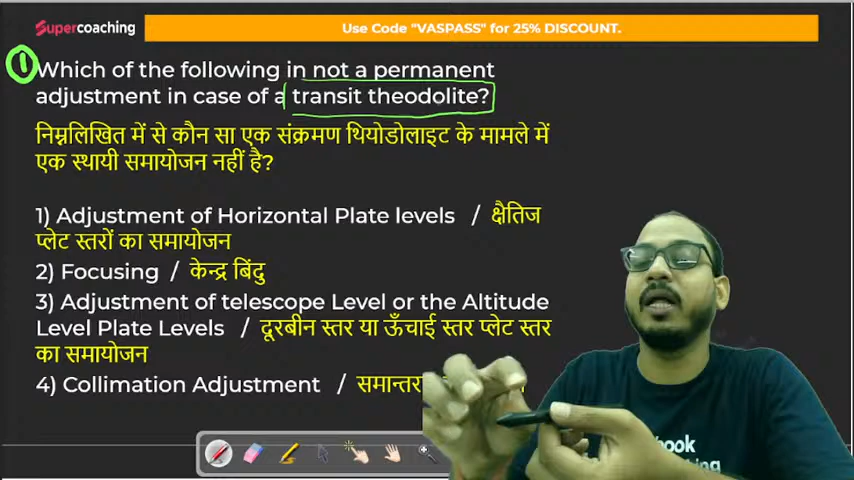 Supercoaching
Use Code "VASPASS" for 25% DISCOUNT.
1
Which of the following in not a permanent
adjustment in case of a transit theodolite?
निम्नलिखित में से कौन सा एक संक्रमण थियोडोलाइट के मामले में
एक स्थायी समायोजन नहीं है?
1) Adjustment of Horizontal Plate levels / क्षैतिज
प्लेट स्तरों का समायोजन
2) Focusing / केन्द्र बिंदु
3) Adjustment of telescope Level or the Altitude
Level Plate Levels / दूरबीन स्तर या ऊँचाई स्तर प्लेट स्तर
का समायोजन
4) Collimation Adjustment /
book